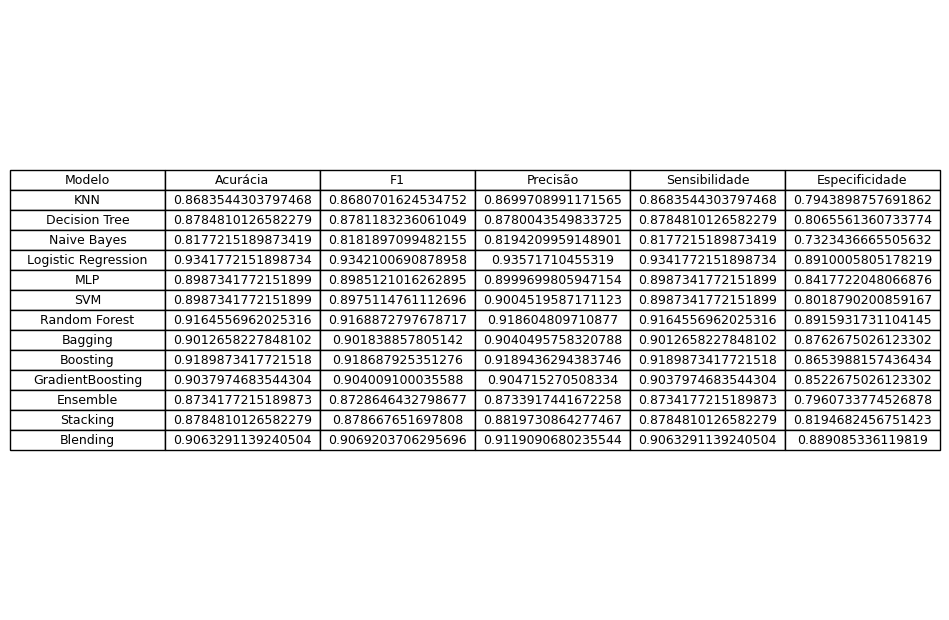 Modelo Acurácia F1 Precisão Sensibilidade Especificidade
KNN 0.8683544303797468 0.8680701624534752 0.8699708991171565 0.8683544303797468 0.7943898757691862
Decision Tree 0.8784810126582279 0.8781183236061049 0.8780043549833725 0.8784810126582279 0.8065561360733774
Naive Bayes 0.8177215189873419 0.8181897099482155 0.8194209959148901 0.8177215189873419 0.7323436665505632
Logistic Regression 0.9341772151898734 0.9342100690878958 0.93571710455319 0.9341772151898734 0.8910005805178219
MLP 0.8987341772151899 0.8985121016262895 0.8999699805947154 0.8987341772151899 0.8417722048066876
SVM 0.8987341772151899 0.8975114761112696 0.9004519587171123 0.8987341772151899 0.8018790200859167
Random Forest 0.9164556962025316 0.9168872797678717 0.918604809710877 0.9164556962025316 0.8915931731104145
Bagging 0.9012658227848102 0.901838857805142 0.9040495758320788 0.9012658227848102 0.8762675026123302
Boosting 0.9189873417721518 0.918687925351276 0.9189436294383746 0.9189873417721518 0.8653988157436434
GradientBoosting 0.9037974683544304 0.904009100035588 0.904715270508334 0.9037974683544304 0.8522675026123302
Ensemble 0.8734177215189873 0.8728646432798677 0.8733917441672258 0.8734177215189873 0.7960733774526878
Stacking 0.8784810126582279 0.878667651697808 0.8819730864277467 0.8784810126582279 0.8194682456751423
Blending 0.9063291139240504 0.9069203706295696 0.9119090680235544 0.9063291139240504 0.889085336119819